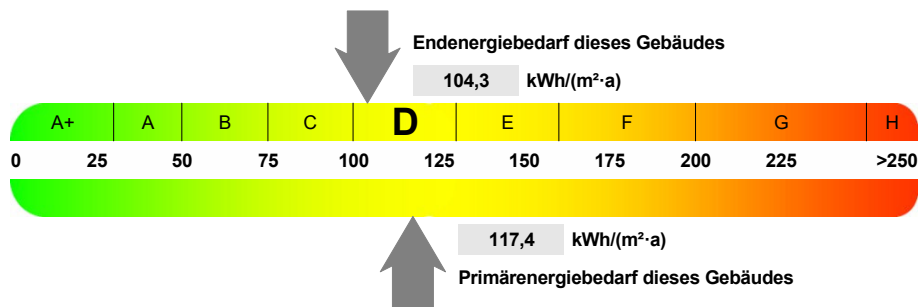 Endenergiebedarf dieses Gebäudes
104,3 kWh/(m²·a)
A+ A B C D E F G H
0 25 50 75 100 125 150 175 200 225 >250
117,4 kWh/(m²·a)
Primärenergiebedarf dieses Gebäudes